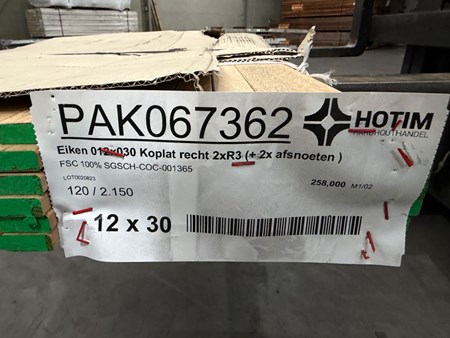 PAK067362
HOTIM
HARDHOUTHANDEL
Eiken 012x030 Koplat recht 2xR3 (+ 2x afsnoeten )
FSC 100% SGSCH-COC-001365
LOT0020823
120 / 2.150
258,000 M1/02
12 x 30